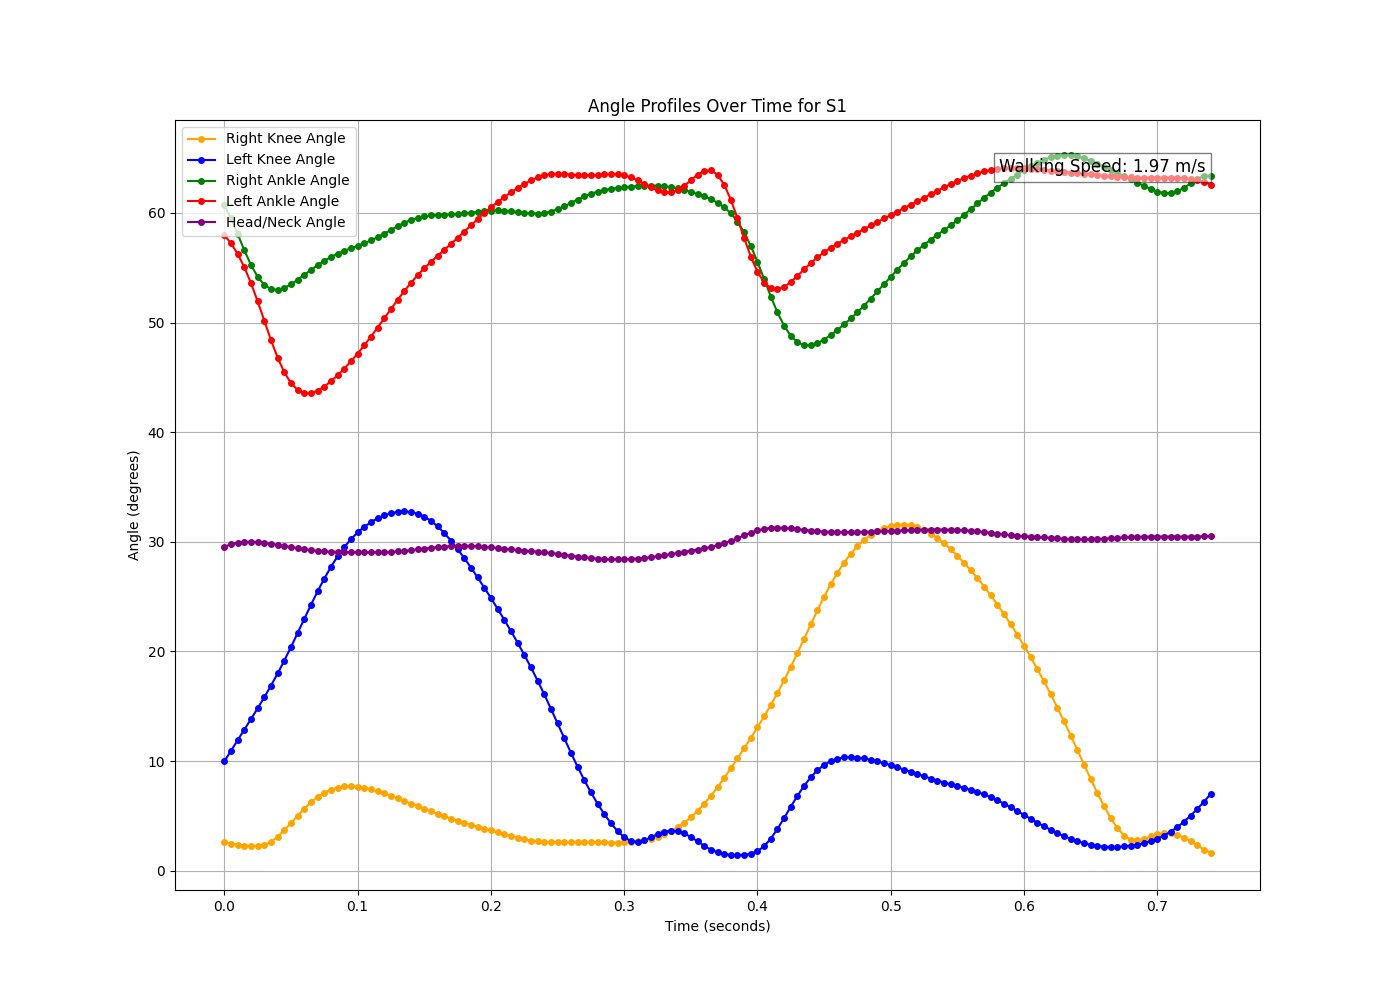 Angle Profiles Over Time for S1
Right Knee Angle
Left Knee Angle
Right Ankle Angle
Left Ankle Angle
Head/Neck Angle
Walking Speed: 1.97 m/s
Angle (degrees)
60
50
40
30
20
10
0
0.0 0.1 0.2 0.3 0.4 0.5 0.6 0.7
Time (seconds)